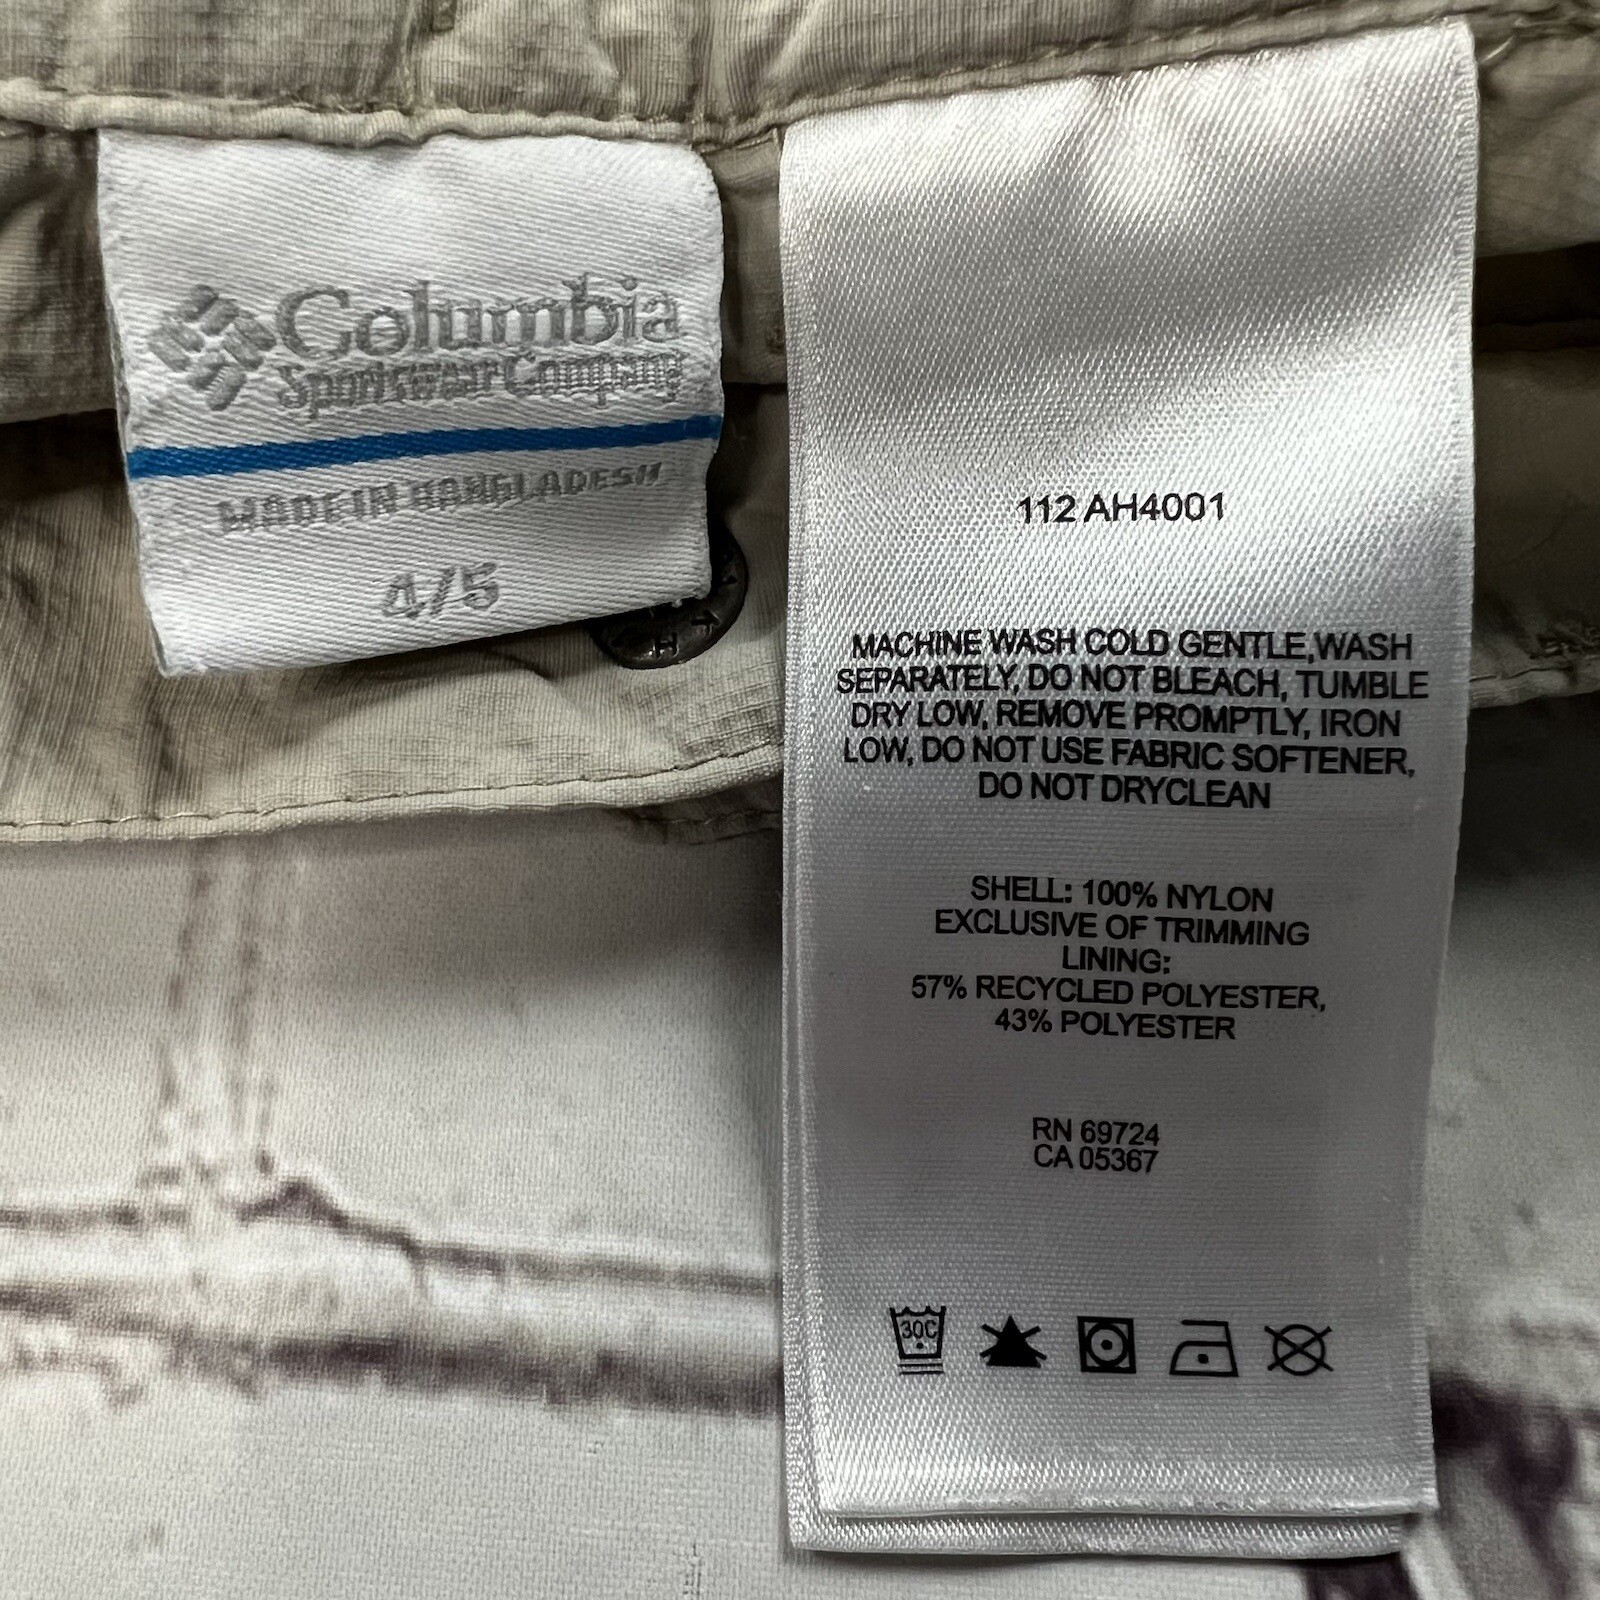 Columbia
Sportswear Company
MADE IN BANGLADESH
4/5
112 AH4001
MACHINE WASH COLD GENTLE,WASH
SEPARATELY, DO NOT BLEACH, TUMBLE
DRY LOW, REMOVE PROMPTLY, IRON
LOW, DO NOT USE FABRIC SOFTENER,
DO NOT DRYCLEAN
SHELL: 100% NYLON
EXCLUSIVE OF TRIMMING
LINING:
57% RECYCLED POLYESTER,
43% POLYESTER
RN 69724
CA 05367
30C